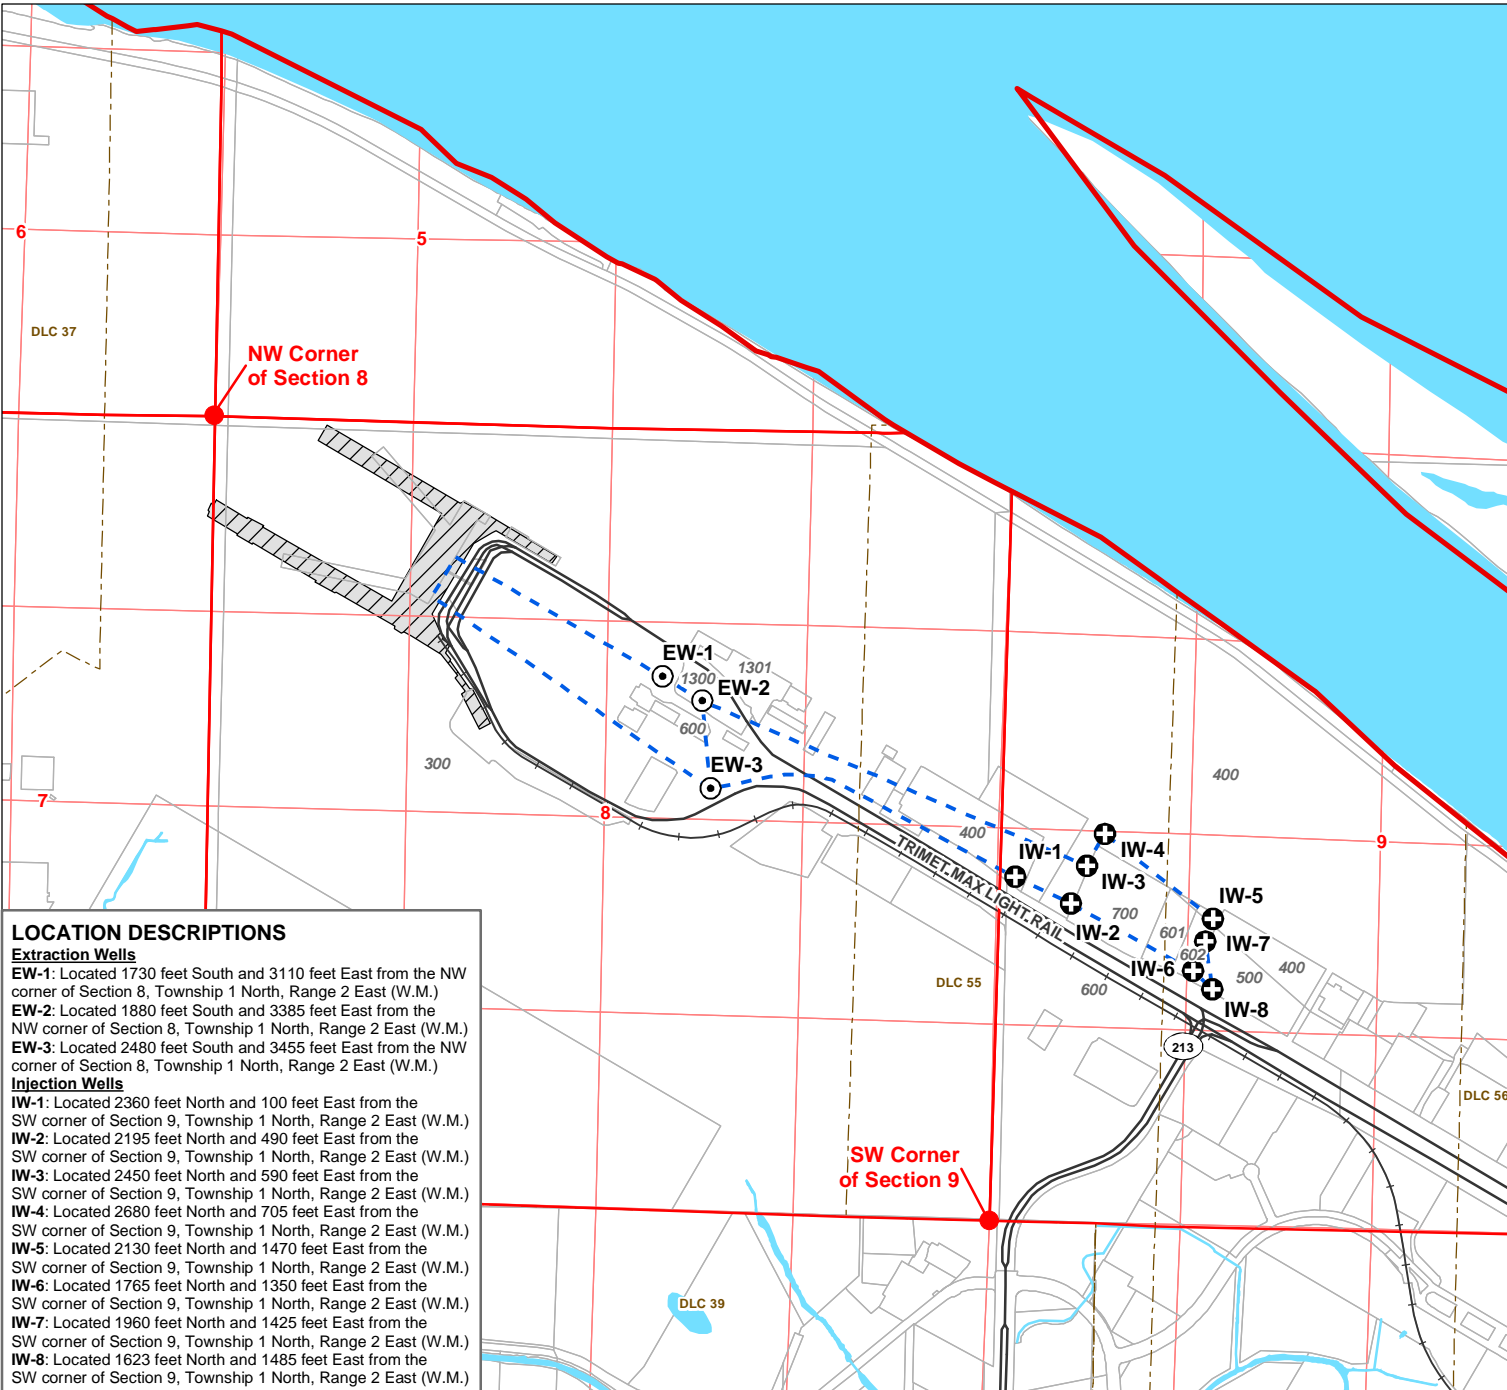 6
5
DLC 37
NW Corner
of Section 8
EW-1
1301
1300
EW-2
600
EW-3
300
7
8
400
400
9
TRIMET MAX LIGHT RAIL
IW-1
IW-4
IW-3
700
IW-2
IW-5
601
IW-7
602
IW-6
500
400
IW-8
DLC 55
600
213
DLC 56
SW Corner
of Section 9
DLC 39
LOCATION DESCRIPTIONS
Extraction Wells
EW-1: Located 1730 feet South and 3110 feet East from the NW
corner of Section 8, Township 1 North, Range 2 East (W.M.)
EW-2: Located 1880 feet South and 3385 feet East from the
NW corner of Section 8, Township 1 North, Range 2 East (W.M.)
EW-3: Located 2480 feet South and 3455 feet East from the NW
corner of Section 8, Township 1 North, Range 2 East (W.M.)
Injection Wells
IW-1: Located 2360 feet North and 100 feet East from the
SW corner of Section 9, Township 1 North, Range 2 East (W.M.)
IW-2: Located 2195 feet North and 490 feet East from the
SW corner of Section 9, Township 1 North, Range 2 East (W.M.)
IW-3: Located 2450 feet North and 590 feet East from the
SW corner of Section 9, Township 1 North, Range 2 East (W.M.)
IW-4: Located 2680 feet North and 705 feet East from the
SW corner of Section 9, Township 1 North, Range 2 East (W.M.)
IW-5: Located 2130 feet North and 1470 feet East from the
SW corner of Section 9, Township 1 North, Range 2 East (W.M.)
IW-6: Located 1765 feet North and 1350 feet East from the
SW corner of Section 9, Township 1 North, Range 2 East (W.M.)
IW-7: Located 1960 feet North and 1425 feet East from the
SW corner of Section 9, Township 1 North, Range 2 East (W.M.)
IW-8: Located 1623 feet North and 1485 feet East from the
SW corner of Section 9, Township 1 North, Range 2 East (W.M.)